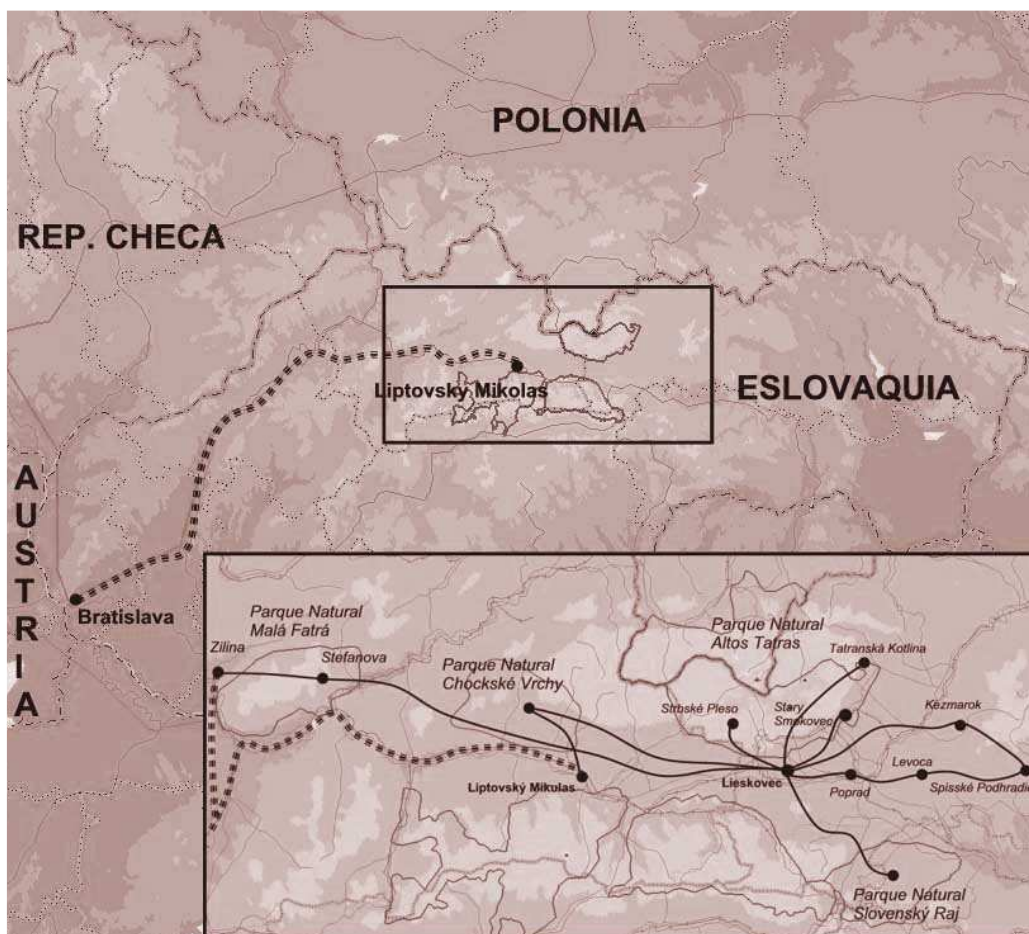 POLONIA
REP. CHECA
Liptovsky Mikolas
ESLOVAQUIA
AUSTRIA
Bratislava
Parque Natural
Malá Fatrá
Zilina
Stefanova
Parque Natural
Chockské Vrchy
Parque Natural
Altos Tatras
Tatranská Kotlina
Strbské Pleso
Stary
Smokovec
Kézmarok
Liptovský Mikulas
Lieskovec
Poprad
Levoca
Spisské Podhradie
Parque Natural
Slovenský Raj